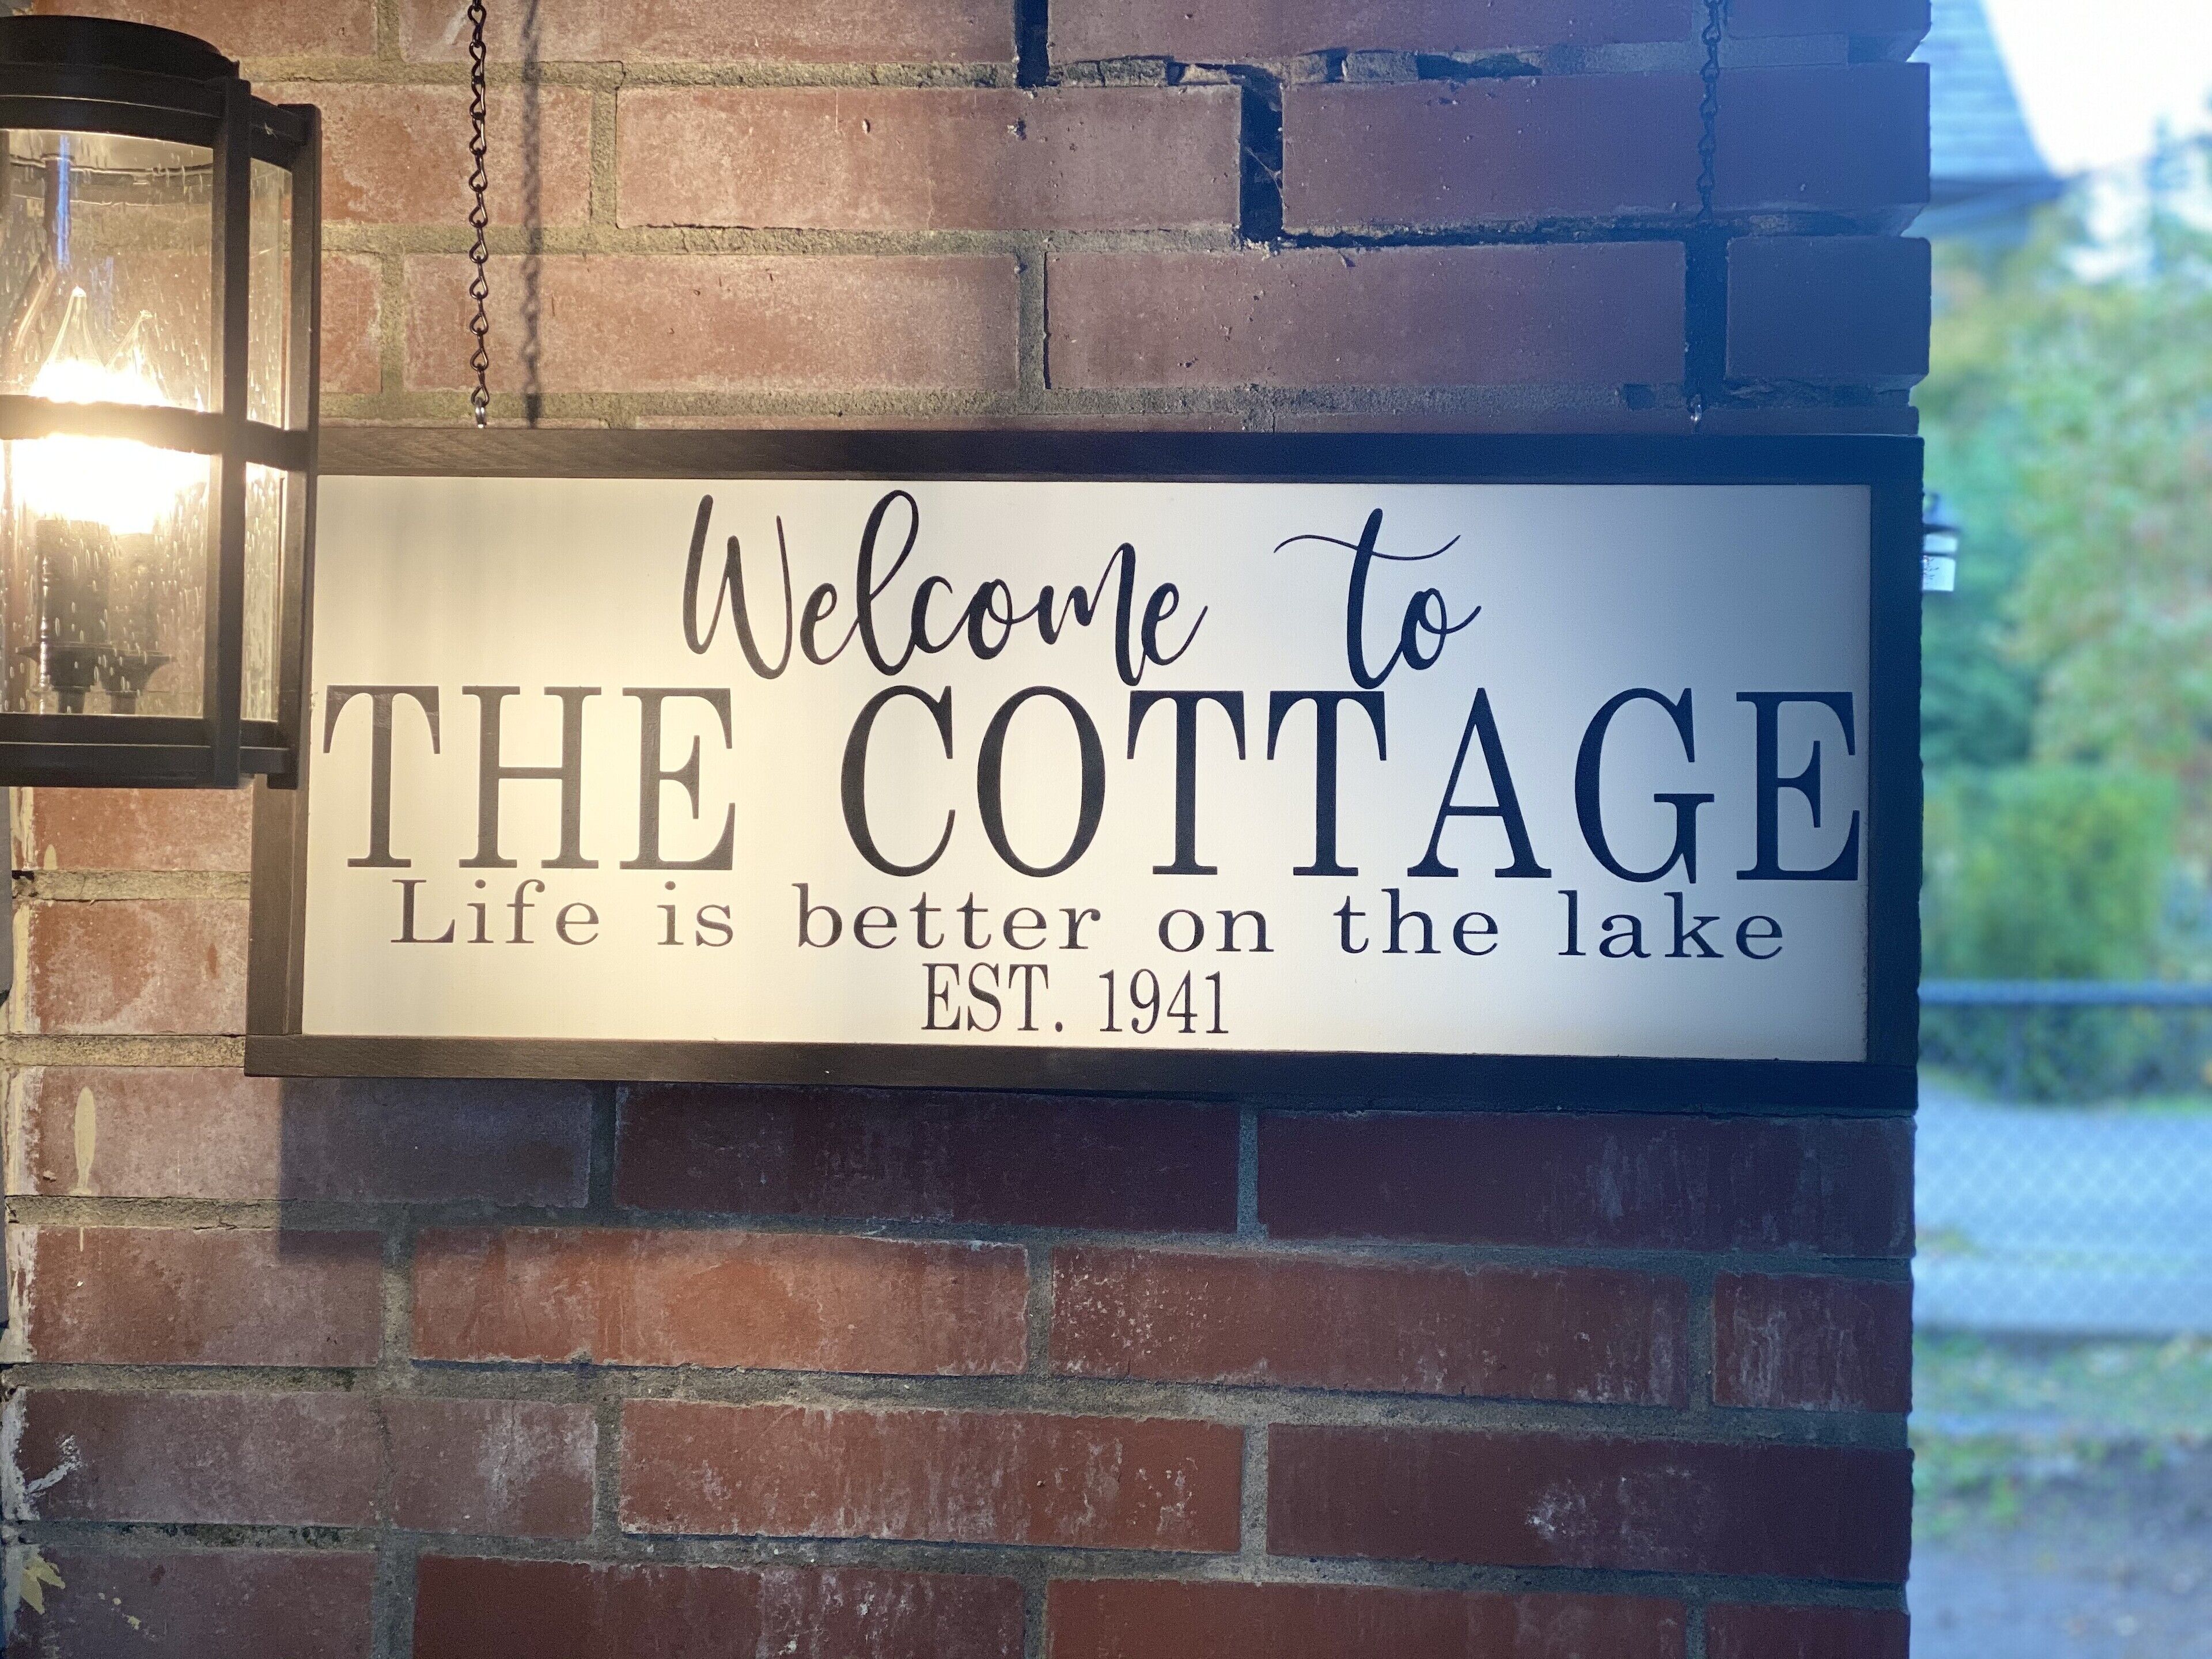 Welcome to
THE COTTAGE
Life is better on the lake
EST. 1941